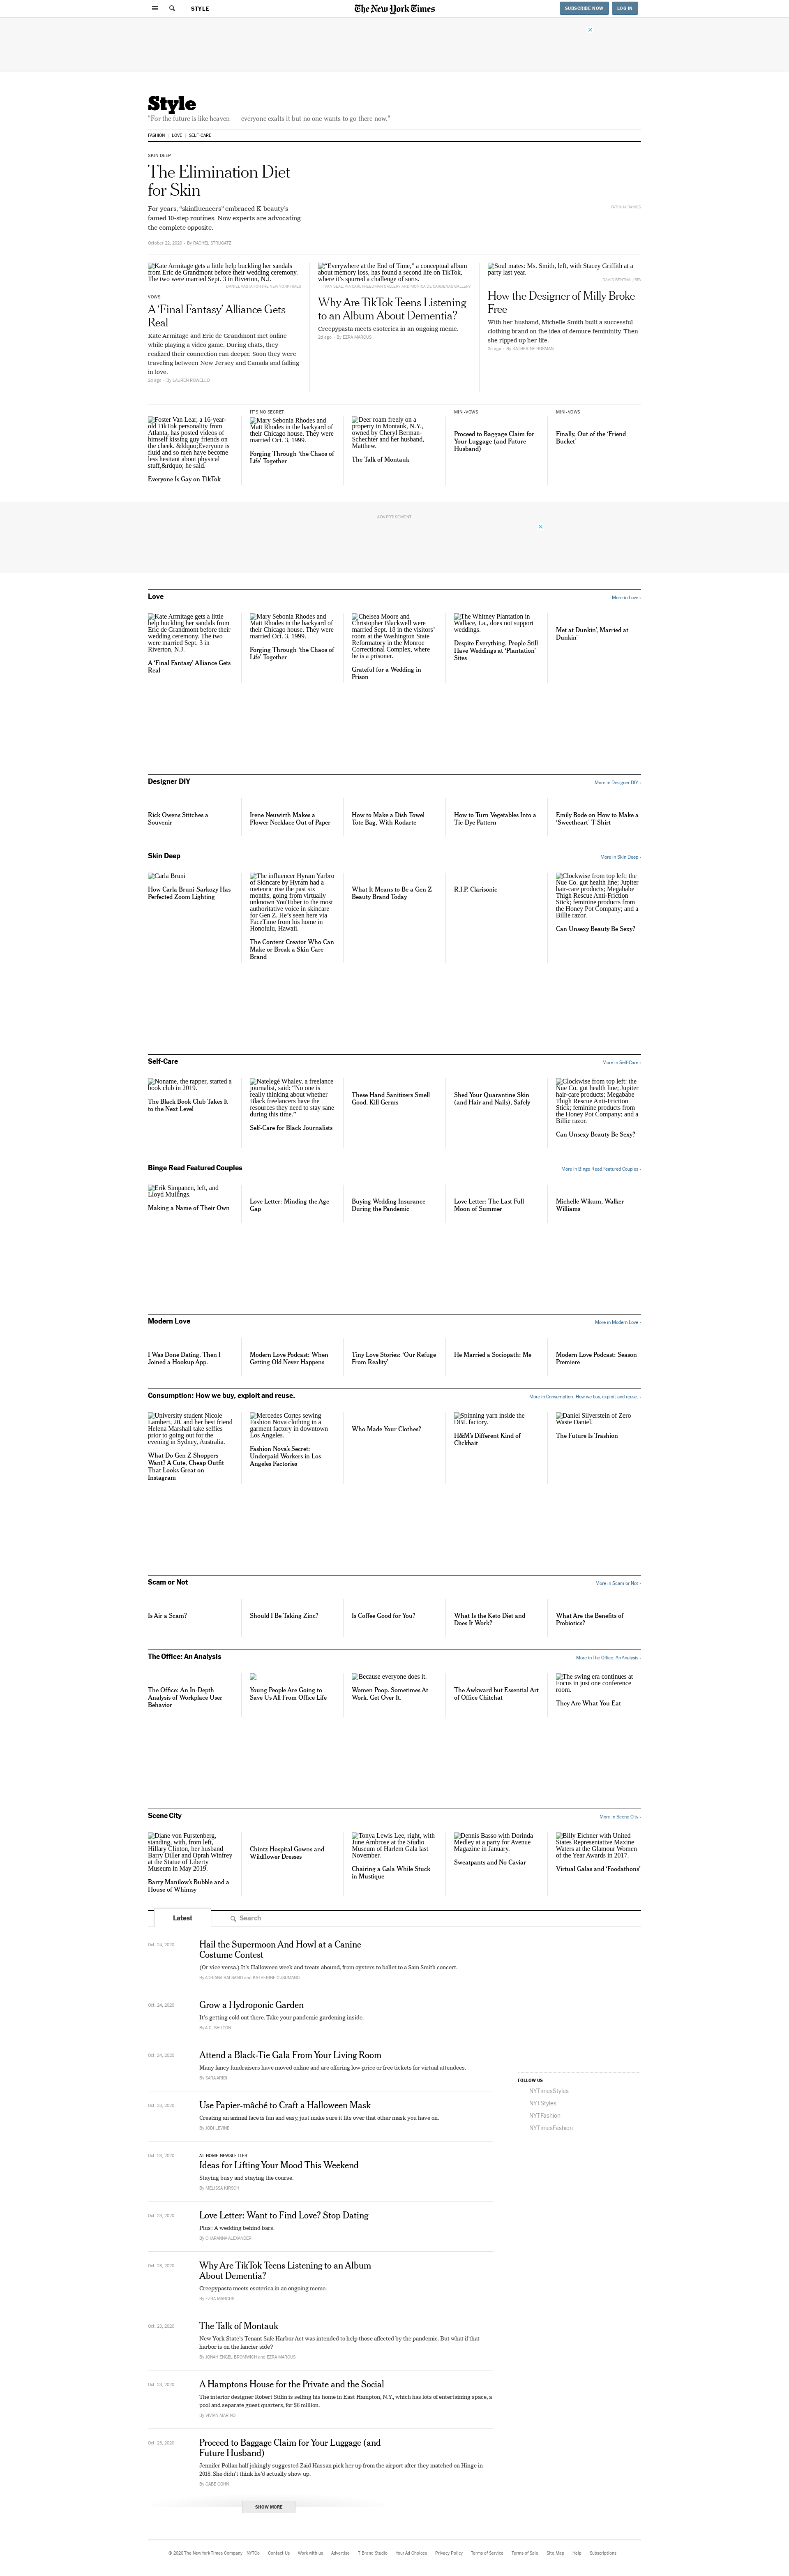 STYLE
The New York Times
SUBSCRIBE NOW
LOG IN
Style
"For the future is like heaven — everyone exalts it but no one wants to go there now."
FASHION
LOVE
SELF-CARE
SKIN DEEP
The Elimination Diet
for Skin
For years, “skinfluencers” embraced K-beauty’s
famed 10-step routines. Now experts are advocating
the complete opposite.
October 22, 2020 - By RACHEL STRUGATZ
Kate Armitage gets a little help buckling her sandals
from Eric de Grandmont before their wedding ceremony.
The two were married Sept. 3 in Riverton, N.J.
VOWS
A ‘Final Fantasy’ Alliance Gets
Real
Kate Armitage and Eric de Grandmont met online
while playing a video game. During chats, they
realized their connection ran deeper. Soon they were
traveling between New Jersey and Canada and falling
in love.
2d ago - By LAUREN ROWELLO
“Everywhere at the End of Time,” a conceptual album
about memory loss, has found a second life on TikTok,
where it’s spurred a challenge of sorts.
Why Are TikTok Teens Listening
to an Album About Dementia?
Creepypasta meets esoterica in an ongoing meme.
2d ago - By EZRA MARCUS
Soul mates: Ms. Smith, left, with Stacey Griffith at a
party last year.
How the Designer of Milly Broke
Free
With her husband, Michelle Smith built a successful
clothing brand on the idea of demure femininity. Then
she ripped up her life.
2d ago - By KATHERINE ROSMAN
Foster Van Lear, a 16-year-
old TikTok personality from
Atlanta, has posted videos of
himself kissing guy friends on
the cheek. &ldquo;Everyone is
fluid and so men have become
less hesitant about physical
stuff,&rdquo; he said.
Everyone Is Gay on TikTok
IT’S NO SECRET
Mary Sebonia Rhodes and
Matt Rhodes in the backyard of
their Chicago house. They were
married Oct. 3, 1999.
Forging Through ‘the Chaos of
Life’ Together
Deer roam freely on a
property in Montauk, N.Y.,
owned by Cheryl Berman-
Schechter and her husband,
Matthew.
The Talk of Montauk
MINI-VOWS
Proceed to Baggage Claim for
Your Luggage (and Future
Husband)
MINI-VOWS
Finally, Out of the ‘Friend
Bucket’
ADVERTISEMENT
Love
More in Love ›
Kate Armitage gets a little
help buckling her sandals from
Eric de Grandmont before their
wedding ceremony. The two
were married Sept. 3 in
Riverton, N.J.
A ‘Final Fantasy’ Alliance Gets
Real
Mary Sebonia Rhodes and
Matt Rhodes in the backyard of
their Chicago house. They were
married Oct. 3, 1999.
Forging Through ‘the Chaos of
Life’ Together
Chelsea Moore and
Christopher Blackwell were
married Sept. 18 in the visitors’
room at the Washington State
Reformatory in the Monroe
Correctional Complex, where
he is a prisoner.
Grateful for a Wedding in
Prison
The Whitney Plantation in
Wallace, La., does not support
weddings.
Despite Everything, People Still
Have Weddings at ‘Plantation’
Sites
Met at Dunkin’, Married at
Dunkin’
Designer DIY
More in Designer DIY ›
Rick Owens Stitches a
Souvenir
Irene Neuwirth Makes a
Flower Necklace Out of Paper
How to Make a Dish Towel
Tote Bag, With Rodarte
How to Turn Vegetables Into a
Tie-Dye Pattern
Emily Bode on How to Make a
‘Sweetheart’ T-Shirt
Skin Deep
More in Skin Deep ›
Carla Bruni
How Carla Bruni-Sarkozy Has
Perfected Zoom Lighting
The influencer Hyram Yarbro
of Skincare by Hyram had a
meteoric rise the past six
months, going from virtually
unknown YouTuber to the most
authoritative voice in skincare
for Gen Z. He’s seen here via
FaceTime from his home in
Honolulu, Hawaii.
The Content Creator Who Can
Make or Break a Skin Care
Brand
What It Means to Be a Gen Z
Beauty Brand Today
R.I.P. Clarisonic
Clockwise from top left: the
Nue Co. gut health line; Jupiter
hair-care products; Megababe
Thigh Rescue Anti-Friction
Stick; feminine products from
the Honey Pot Company; and a
Billie razor.
Can Unsexy Beauty Be Sexy?
Self-Care
More in Self-Care ›
Noname, the rapper, started a
book club in 2019.
The Black Book Club Takes It
to the Next Level
Natelegé Whaley, a freelance
journalist, said: “No one is
really thinking about whether
Black freelancers have the
resources they need to stay sane
during this time.”
Self-Care for Black Journalists
These Hand Sanitizers Smell
Good, Kill Germs
Shed Your Quarantine Skin
(and Hair and Nails), Safely
Clockwise from top left: the
Nue Co. gut health line; Jupiter
hair-care products; Megababe
Thigh Rescue Anti-Friction
Stick; feminine products from
the Honey Pot Company; and a
Billie razor.
Can Unsexy Beauty Be Sexy?
Binge Read Featured Couples
More in Binge Read Featured Couples ›
Erik Simpanen, left, and
Lloyd Mullings.
Making a Name of Their Own
Love Letter: Minding the Age
Gap
Buying Wedding Insurance
During the Pandemic
Love Letter: The Last Full
Moon of Summer
Michelle Wikum, Walker
Williams
Modern Love
More in Modern Love ›
I Was Done Dating. Then I
Joined a Hookup App.
Modern Love Podcast: When
Getting Old Never Happens
Tiny Love Stories: ‘Our Refuge
From Reality’
He Married a Sociopath: Me
Modern Love Podcast: Season
Premiere
Consumption: How we buy, exploit and reuse.
More in Consumption: How we buy, exploit and reuse. ›
University student Nicole
Lambert, 20, and her best friend
Helena Marshall take selfies
prior to going out for the
evening in Sydney, Australia.
What Do Gen Z Shoppers
Want? A Cute, Cheap Outfit
That Looks Great on
Instagram
Mercedes Cortes sewing
Fashion Nova clothing in a
garment factory in downtown
Los Angeles.
Fashion Nova’s Secret:
Underpaid Workers in Los
Angeles Factories
Who Made Your Clothes?
Spinning yarn inside the
DBL factory.
H&M’s Different Kind of
Clickbait
Daniel Silverstein of Zero
Waste Daniel.
The Future Is Trashion
Scam or Not
More in Scam or Not ›
Is Air a Scam?
Should I Be Taking Zinc?
Is Coffee Good for You?
What Is the Keto Diet and
Does It Work?
What Are the Benefits of
Probiotics?
The Office: An Analysis
More in The Office: An Analysis ›
The Office: An In-Depth
Analysis of Workplace User
Behavior
Young People Are Going to
Save Us All From Office Life
Because everyone does it.
Women Poop. Sometimes At
Work. Get Over It.
The Awkward but Essential Art
of Office Chitchat
The swing era continues at
Focus in just one conference
room.
They Are What You Eat
Scene City
More in Scene City ›
Diane von Furstenberg,
standing, with, from left,
Hillary Clinton, her husband
Barry Diller and Oprah Winfrey
at the Statue of Liberty
Museum in May 2019.
Barry Manilow’s Bubble and a
House of Whimsy
Chintz Hospital Gowns and
Wildflower Dresses
Tonya Lewis Lee, right, with
June Ambrose at the Studio
Museum of Harlem Gala last
November.
Chairing a Gala While Stuck
in Mustique
Dennis Basso with Dorinda
Medley at a party for Avenue
Magazine in January.
Sweatpants and No Caviar
Billy Eichner with United
States Representative Maxine
Waters at the Glamour Women
of the Year Awards in 2017.
Virtual Galas and ‘Foodathons’
Latest
Search
Oct. 24, 2020
Hail the Supermoon And Howl at a Canine
Costume Contest
(Or vice versa.) It’s Halloween week and treats abound, from oysters to ballet to a Sam Smith concert.
By ADRIANA BALSAMO and KATHERINE CUSUMANO
Oct. 24, 2020
Grow a Hydroponic Garden
It’s getting cold out there. Take your pandemic gardening inside.
By A.C. SHILTON
Oct. 24, 2020
Attend a Black-Tie Gala From Your Living Room
Many fancy fundraisers have moved online and are offering low-price or free tickets for virtual attendees.
By SARA ARIDI
Oct. 23, 2020
Use Papier-mâché to Craft a Halloween Mask
Creating an animal face is fun and easy, just make sure it fits over that other mask you have on.
By JODI LEVINE
Oct. 23, 2020
AT HOME NEWSLETTER
Ideas for Lifting Your Mood This Weekend
Staying busy and staying the course.
By MELISSA KIRSCH
Oct. 23, 2020
Love Letter: Want to Find Love? Stop Dating
Plus: A wedding behind bars.
By CHARANNA ALEXANDER
Oct. 23, 2020
Why Are TikTok Teens Listening to an Album
About Dementia?
Creepypasta meets esoterica in an ongoing meme.
By EZRA MARCUS
Oct. 23, 2020
The Talk of Montauk
New York State’s Tenant Safe Harbor Act was intended to help those affected by the pandemic. But what if that
harbor is on the fancier side?
By JONAH ENGEL BROMWICH and EZRA MARCUS
Oct. 23, 2020
A Hamptons House for the Private and the Social
The interior designer Robert Stilin is selling his home in East Hampton, N.Y., which has lots of entertaining space, a
pool and separate guest quarters, for $6 million.
By VIVIAN MARINO
Oct. 23, 2020
Proceed to Baggage Claim for Your Luggage (and
Future Husband)
Jennifer Pollan half-jokingly suggested Zaid Hassan pick her up from the airport after they matched on Hinge in
2018. She didn’t think he’d actually show up.
By GABE COHN
SHOW MORE
FOLLOW US
NYTimesStyles
NYTStyles
NYTFashion
NYTimesFashion
© 2020 The New York Times Company
NYTCo
Contact Us
Work with us
Advertise
T Brand Studio
Your Ad Choices
Privacy Policy
Terms of Service
Terms of Sale
Site Map
Help
Subscriptions